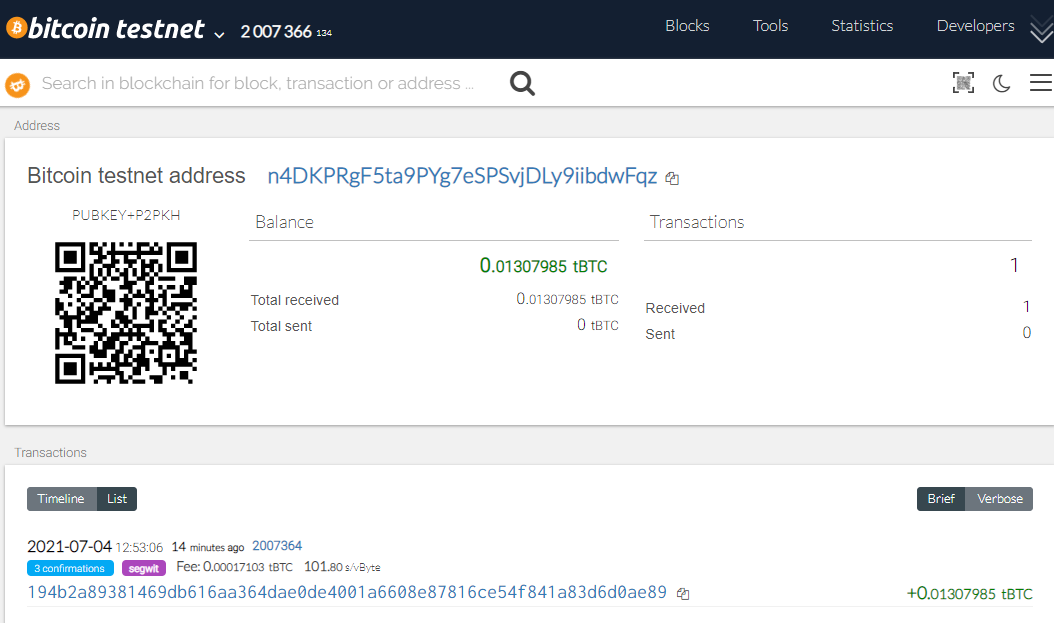 bitcoin testnet 2 007 366 134 Blocks Tools Statistics Developers
Search in blockchain for block, transaction or address ...
Address
Bitcoin testnet address n4DKPRgF5ta9PYg7eSPSvjDLy9iibdwFqz
PUBKEY+P2PKH
Balance
0.01307985 tBTC
Total received 0.01307985 tBTC
Total sent 0 tBTC
Transactions
1
Received 1
Sent 0
Transactions
Timeline List Brief Verbose
2021-07-04 12:53:06 14 minutes ago 2007364
3 confirmations segwit Fee: 0.00017103 tBTC 101.80 s/vByte
194b2a89381469db616aa364dae0de4001a6608e87816ce54f841a83d6d0ae89 +0.01307985 tBTC